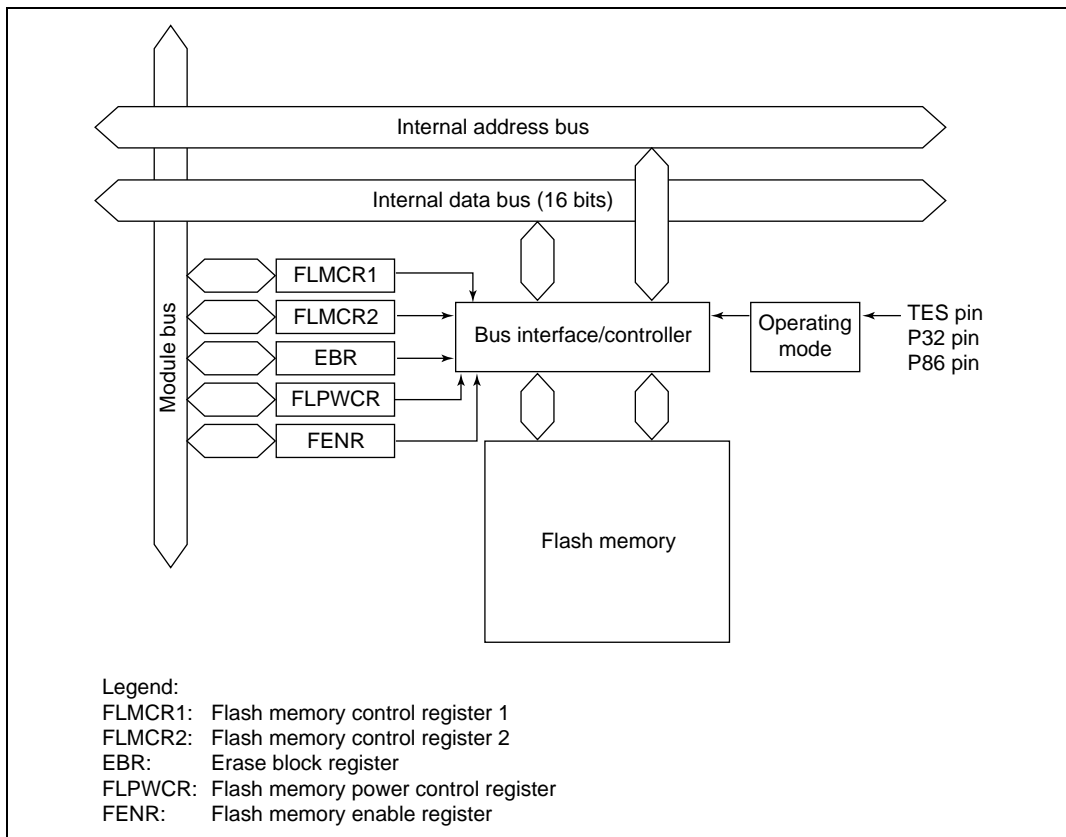 Internal address bus
Internal data bus (16 bits)
Module bus
FLMCR1
FLMCR2
EBR
FLPWCR
FENR
Bus interface/controller
Operating
mode
TES pin
P32 pin
P86 pin
Flash memory
Legend:
FLMCR1: Flash memory control register 1
FLMCR2: Flash memory control register 2
EBR: Erase block register
FLPWCR: Flash memory power control register
FENR: Flash memory enable register